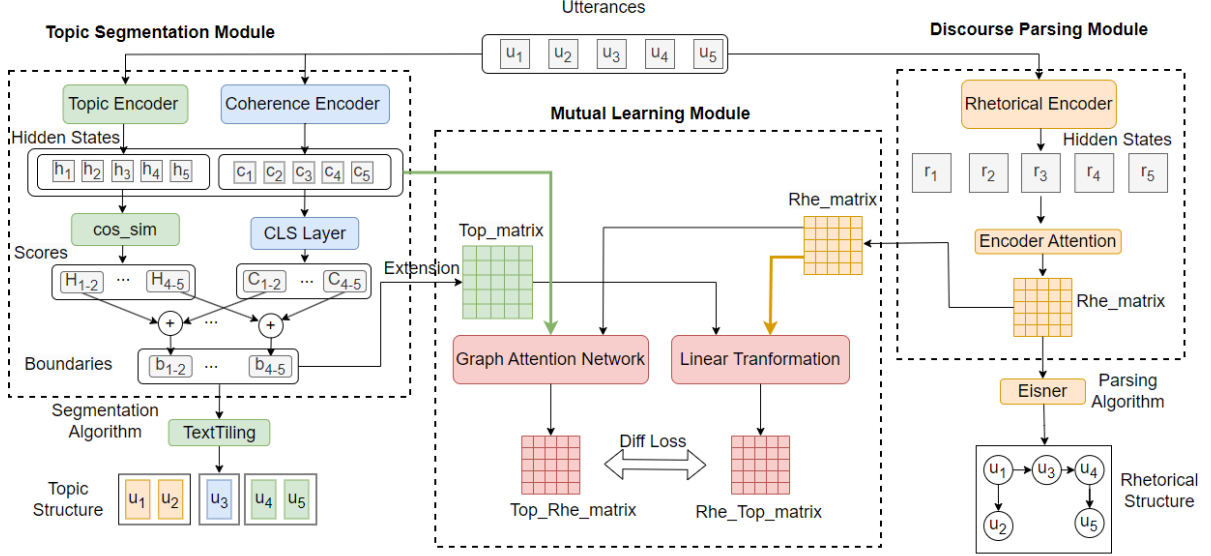 Utterances
Topic Segmentation Module
Discourse Parsing Module
u1 u2 u3 u4 u5
Topic Encoder
Coherence Encoder
Rhetorical Encoder
Mutual Learning Module
Hidden States
Hidden States
h1 h2 h3 h4 h5
c1 c2 c3 c4 c5
r1 r2 r3 r4 r5
cos_sim
CLS Layer
Rhe_matrix
Top_matrix
Encoder Attention
Scores
H1-2 ... H4-5
C1-2 ... C4-5
Extension
Rhe_matrix
+ ... +
Boundaries
b1-2 ... b4-5
Graph Attention Network
Linear Tranformation
Segmentation
Algorithm
TextTiling
Eisner
Parsing
Algorithm
Diff Loss
Topic
Structure
u1 u2 u3 u4 u5
Top_Rhe_matrix
Rhe_Top_matrix
u1 u3 u4
u2 u5
Rhetorical
Structure